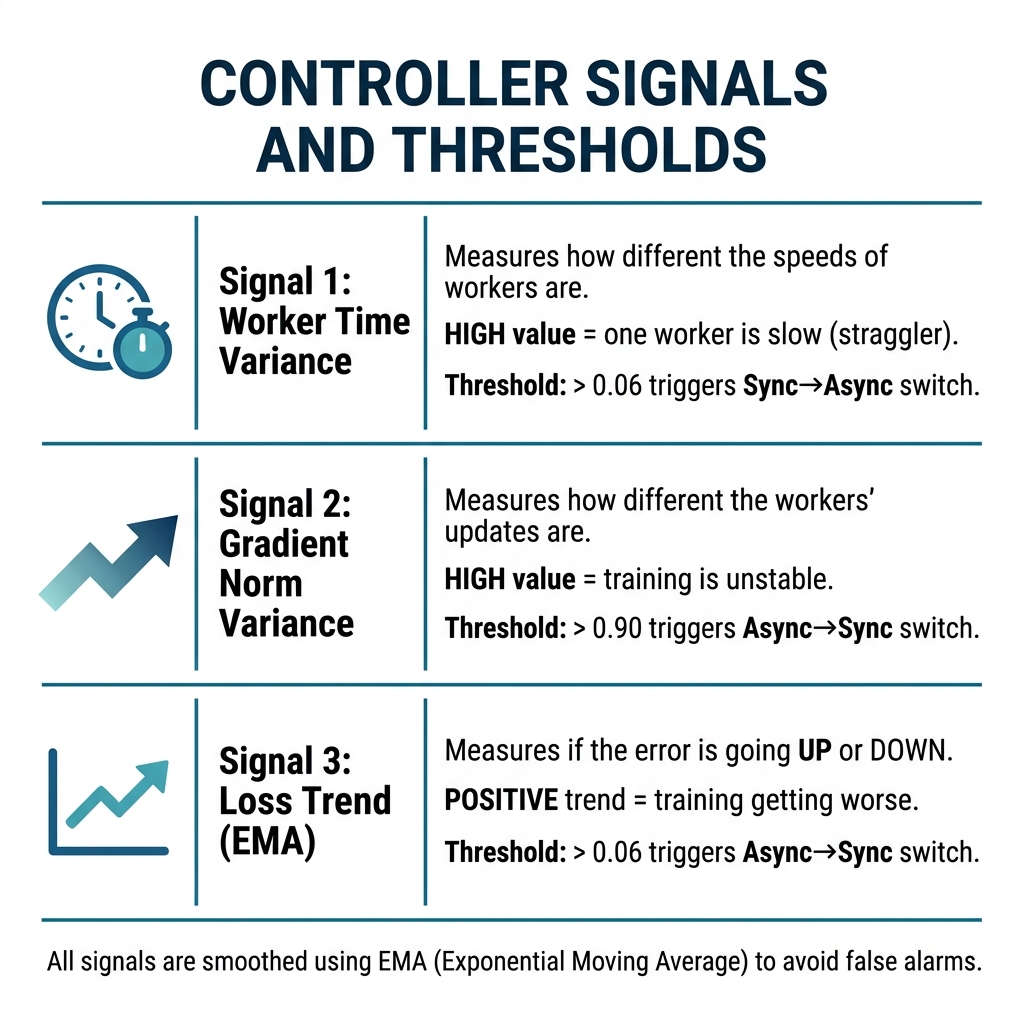 CONTROLLER SIGNALS
AND THRESHOLDS
Signal 1:
Worker Time
Variance
Measures how different the speeds of
workers are.
HIGH value = one worker is slow (straggler).
Threshold: > 0.06 triggers Sync→Async switch.
Signal 2:
Gradient
Norm
Variance
Measures how different the workers’
updates are.
HIGH value = training is unstable.
Threshold: > 0.90 triggers Async→Sync switch.
Signal 3:
Loss Trend
(EMA)
Measures if the error is going UP or DOWN.
POSITIVE trend = training getting worse.
Threshold: > 0.06 triggers Async→Sync switch.
All signals are smoothed using EMA (Exponential Moving Average) to avoid false alarms.